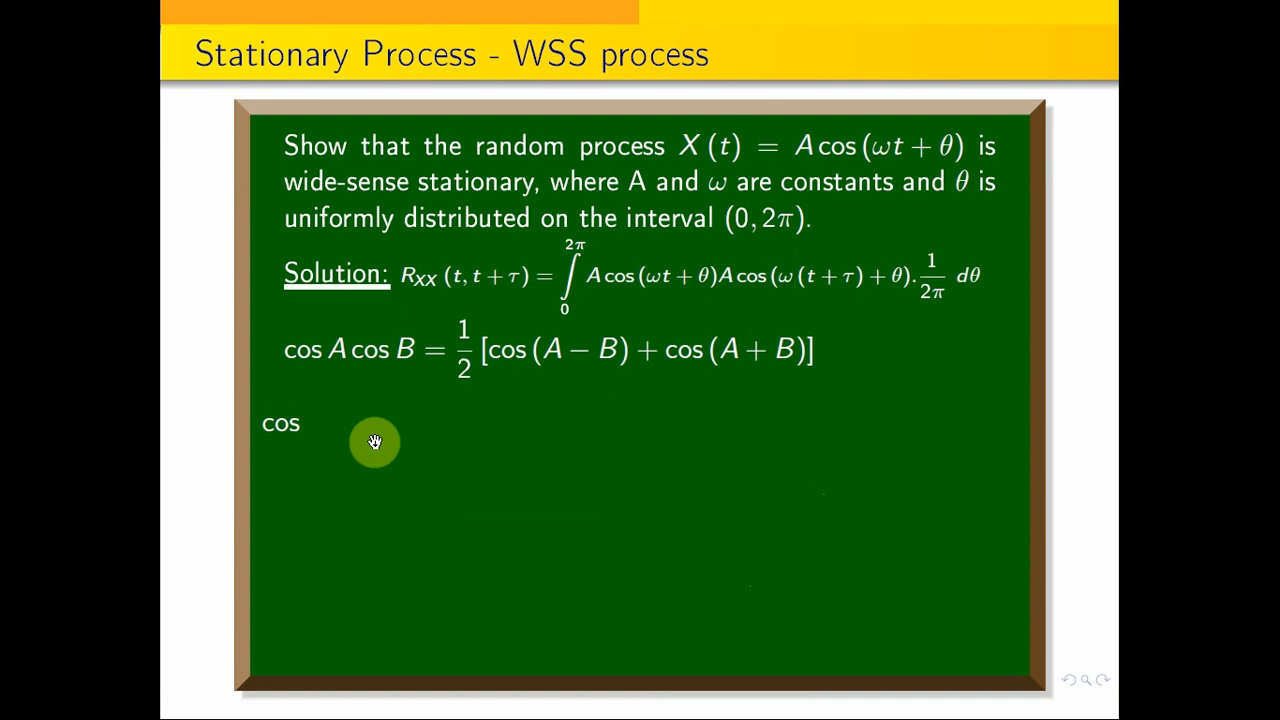 Stationary Process - WSS process
Show that the random process X (t) = A cos (ωt + θ) is
wide-sense stationary, where A and ω are constants and θ is
uniformly distributed on the interval (0, 2π).
Solution: R_XX (t, t + τ) = ∫_0^{2π} A cos (ωt + θ)A cos (ω (t + τ) + θ). 1/2π dθ
cos A cos B = 1/2 [cos (A − B) + cos (A + B)]
cos